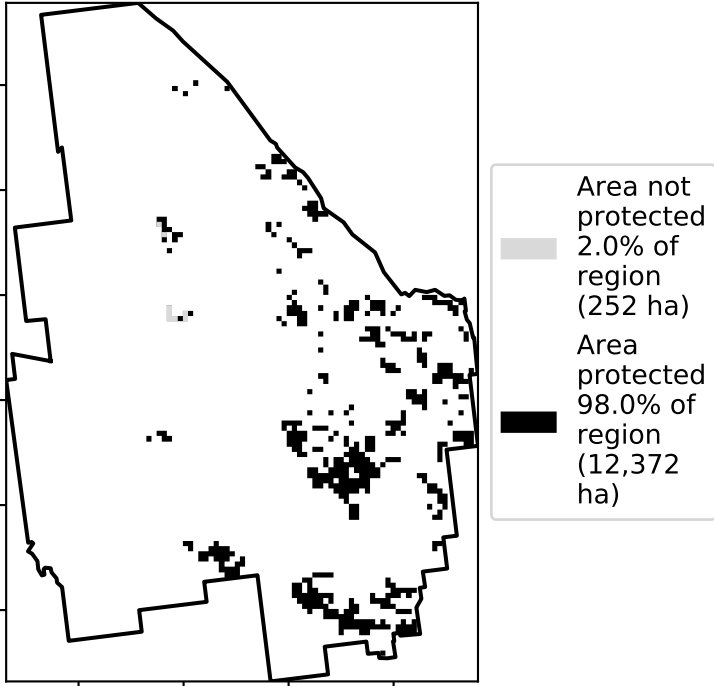 Area not
protected
2.0% of
region
(252 ha)
Area
protected
98.0% of
region
(12,372
ha)